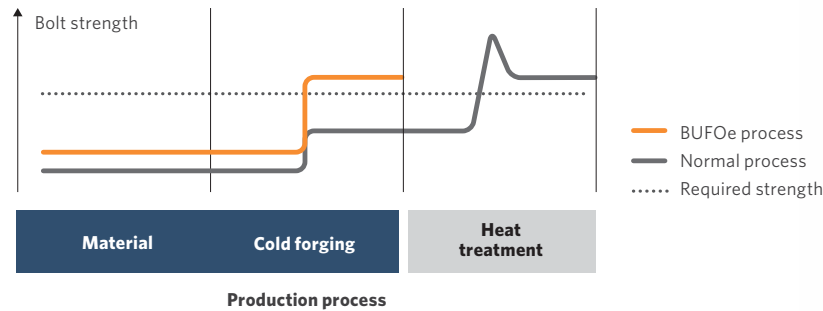 Bolt strength
BUFOe process
Normal process
Required strength
Material
Cold forging
Heat
treatment
Production process